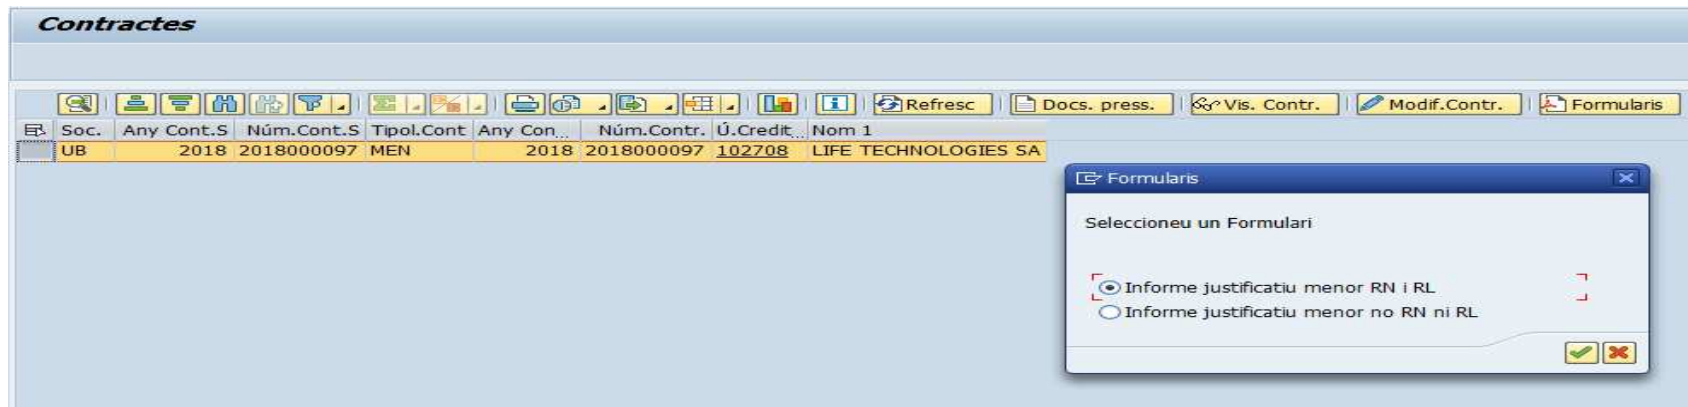 Contractes
Refresc Docs. press. Vis. Contr. Modif.Contr. Formularis
Soc. Any Cont.S Núm.Cont.S Tipol.Cont Any Con... Núm.Contr. Ú.Credit... Nom 1
UB 2018 2018000097 MEN 2018 2018000097 102708 LIFE TECHNOLOGIES SA
Formularis
Seleccioneu un Formulari
Informe justificatiu menor RN i RL
Informe justificatiu menor no RN ni RL